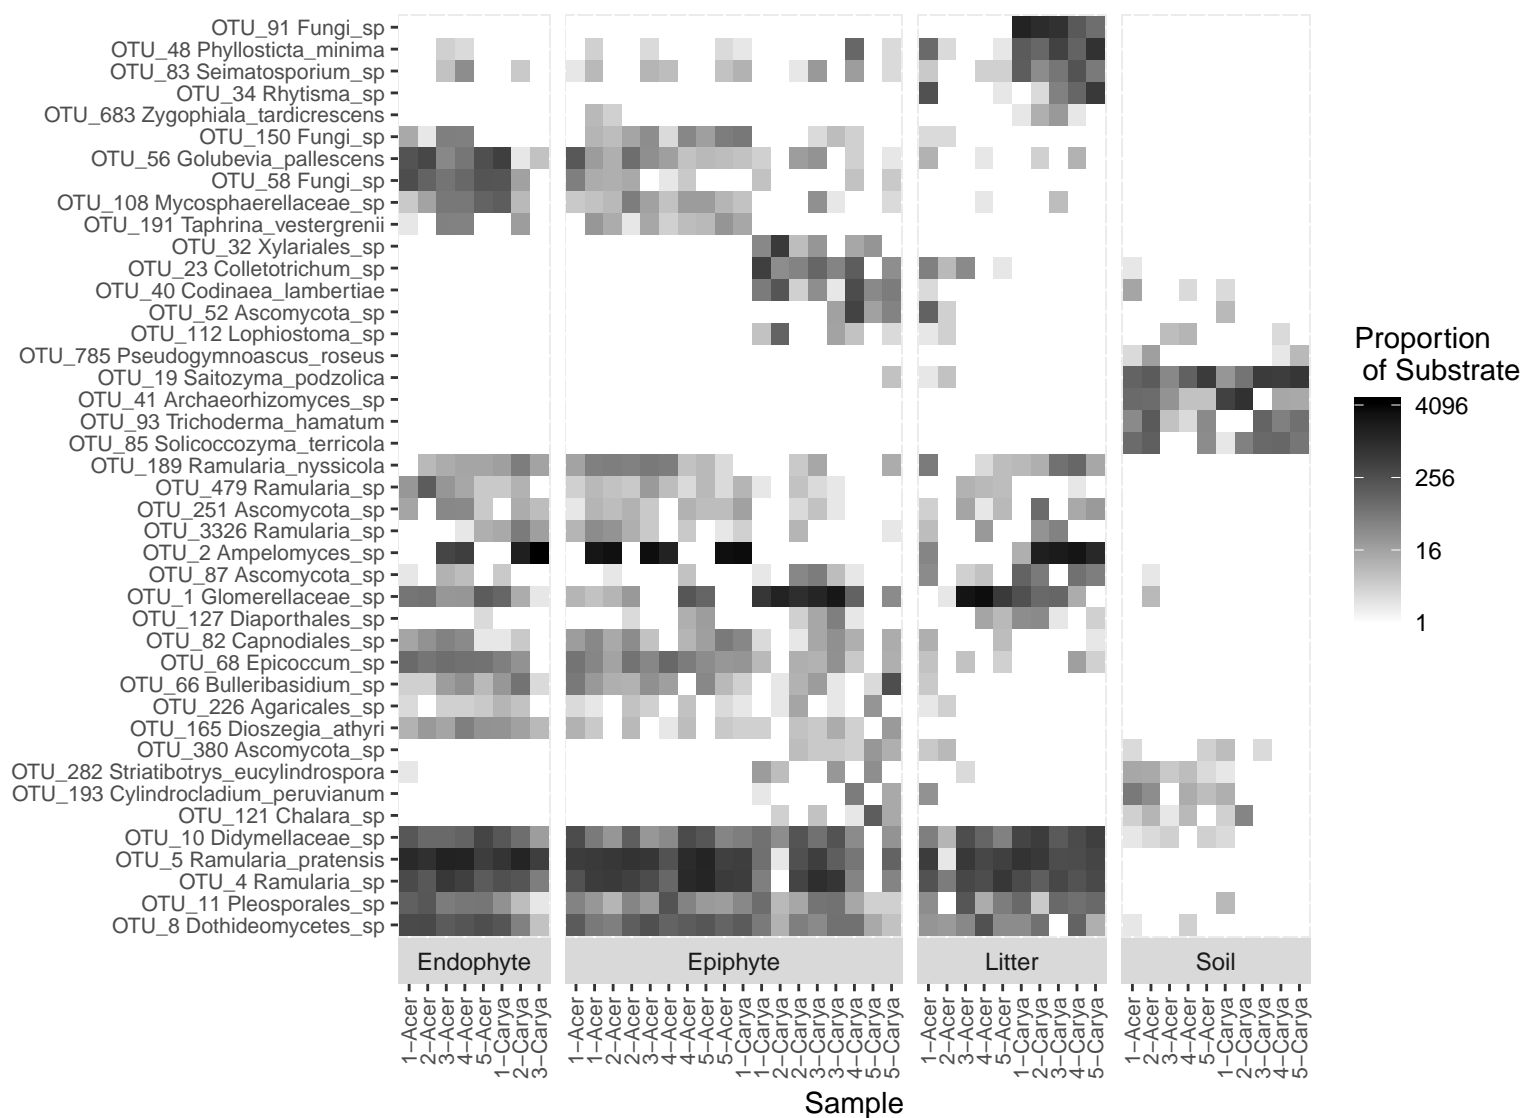 OTU_91 Fungi_sp
OTU_48 Phyllosticta_minima
OTU_83 Seimatosporium_sp
OTU_34 Rhytisma_sp
OTU_683 Zygophiala_tardicrescens
OTU_150 Fungi_sp
OTU_56 Golubevia_pallescens
OTU_58 Fungi_sp
OTU_108 Mycosphaerellaceae_sp
OTU_191 Taphrina_vestergrenii
OTU_32 Xylariales_sp
OTU_23 Colletotrichum_sp
OTU_40 Codinaea_lambertiae
OTU_52 Ascomycota_sp
OTU_112 Lophiostoma_sp
OTU_785 Pseudogymnoascus_roseus
OTU_19 Saitozyma_podzolica
OTU_41 Archaeorhizomyces_sp
OTU_93 Trichoderma_hamatum
OTU_85 Solicoccozyma_terricola
OTU_189 Ramularia_nyssicola
OTU_479 Ramularia_sp
OTU_251 Ascomycota_sp
OTU_3326 Ramularia_sp
OTU_2 Ampelomyces_sp
OTU_87 Ascomycota_sp
OTU_1 Glomerellaceae_sp
OTU_127 Diaporthales_sp
OTU_82 Capnodiales_sp
OTU_68 Epicoccum_sp
OTU_66 Bulleribasidium_sp
OTU_226 Agaricales_sp
OTU_165 Dioszegia_athyri
OTU_380 Ascomycota_sp
OTU_282 Striatibotrys_eucylindrospora
OTU_193 Cylindrocladium_peruvianum
OTU_121 Chalara_sp
OTU_10 Didymellaceae_sp
OTU_5 Ramularia_pratensis
OTU_4 Ramularia_sp
OTU_11 Pleosporales_sp
OTU_8 Dothideomycetes_sp
Endophyte Epiphyte Litter Soil
1−Acer 2−Acer 3−Acer 4−Acer 5−Acer 1−Carya 2−Carya 3−Carya 1−Acer 1−Acer 2−Acer 2−Acer 3−Acer 4−Acer 4−Acer 5−Acer 5−Acer 1−Carya 1−Carya 2−Carya 2−Carya 3−Carya 3−Carya 4−Carya 5−Carya 5−Carya 1−Acer 2−Acer 3−Acer 4−Acer 5−Acer 1−Carya 2−Carya 3−Carya 4−Carya 5−Carya 1−Acer 2−Acer 3−Acer 4−Acer 5−Acer 1−Carya 2−Carya 3−Carya 4−Carya 5−Carya
Sample
Proportion
of Substrate
4096
256
16
1